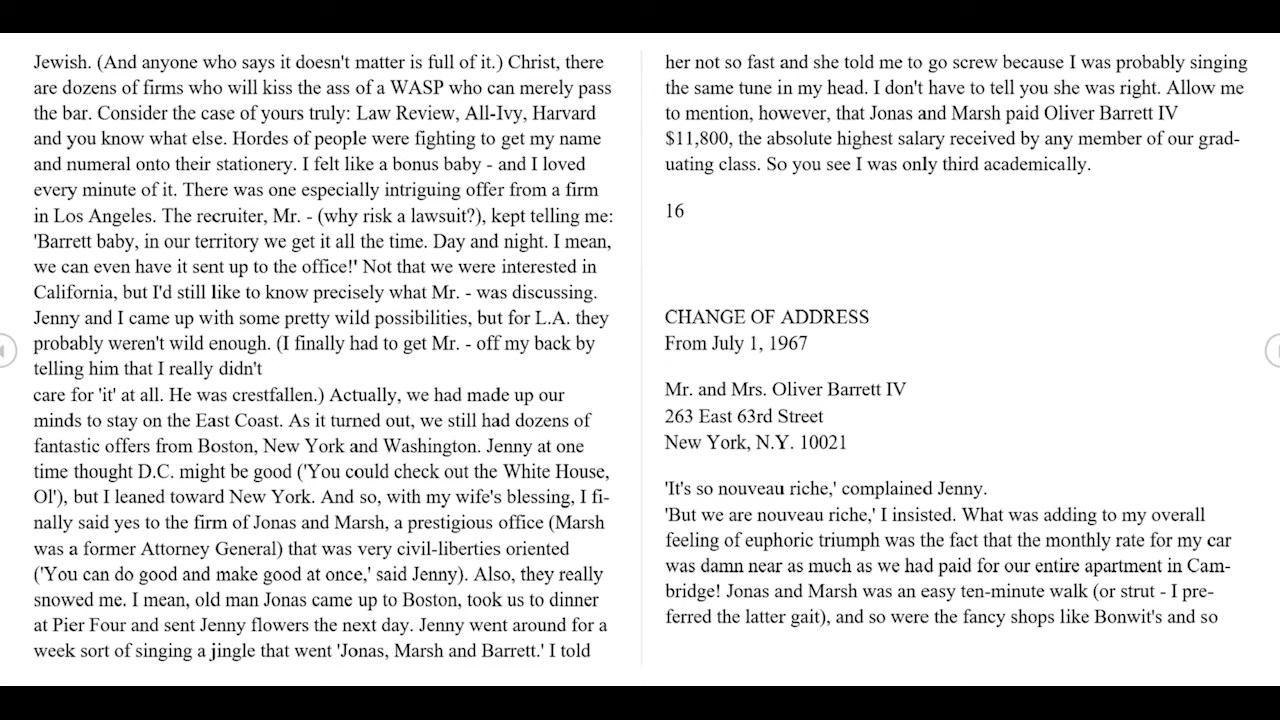 Jewish. (And anyone who says it doesn't matter is full of it.) Christ, there
are dozens of firms who will kiss the ass of a WASP who can merely pass
the bar. Consider the case of yours truly: Law Review, All-Ivy, Harvard
and you know what else. Hordes of people were fighting to get my name
and numeral onto their stationery. I felt like a bonus baby - and I loved
every minute of it. There was one especially intriguing offer from a firm
in Los Angeles. The recruiter, Mr. - (why risk a lawsuit?), kept telling me:
'Barrett baby, in our territory we get it all the time. Day and night. I mean,
we can even have it sent up to the office!' Not that we were interested in
California, but I'd still like to know precisely what Mr. - was discussing.
Jenny and I came up with some pretty wild possibilities, but for L.A. they
probably weren't wild enough. (I finally had to get Mr. - off my back by
telling him that I really didn't
care for 'it' at all. He was crestfallen.) Actually, we had made up our
minds to stay on the East Coast. As it turned out, we still had dozens of
fantastic offers from Boston, New York and Washington. Jenny at one
time thought D.C. might be good ('You could check out the White House,
Ol'), but I leaned toward New York. And so, with my wife's blessing, I fi-
nally said yes to the firm of Jonas and Marsh, a prestigious office (Marsh
was a former Attorney General) that was very civil-liberties oriented
('You can do good and make good at once,' said Jenny). Also, they really
snowed me. I mean, old man Jonas came up to Boston, took us to dinner
at Pier Four and sent Jenny flowers the next day. Jenny went around for a
week sort of singing a jingle that went 'Jonas, Marsh and Barrett.' I told
her not so fast and she told me to go screw because I was probably singing
the same tune in my head. I don't have to tell you she was right. Allow me
to mention, however, that Jonas and Marsh paid Oliver Barrett IV
$11,800, the absolute highest salary received by any member of our grad-
uating class. So you see I was only third academically.
16
CHANGE OF ADDRESS
From July 1, 1967
Mr. and Mrs. Oliver Barrett IV
263 East 63rd Street
New York, N.Y. 10021
'It's so nouveau riche,' complained Jenny.
'But we are nouveau riche,' I insisted. What was adding to my overall
feeling of euphoric triumph was the fact that the monthly rate for my car
was damn near as much as we had paid for our entire apartment in Cam-
bridge! Jonas and Marsh was an easy ten-minute walk (or strut - I pre-
ferred the latter gait), and so were the fancy shops like Bonwit's and so